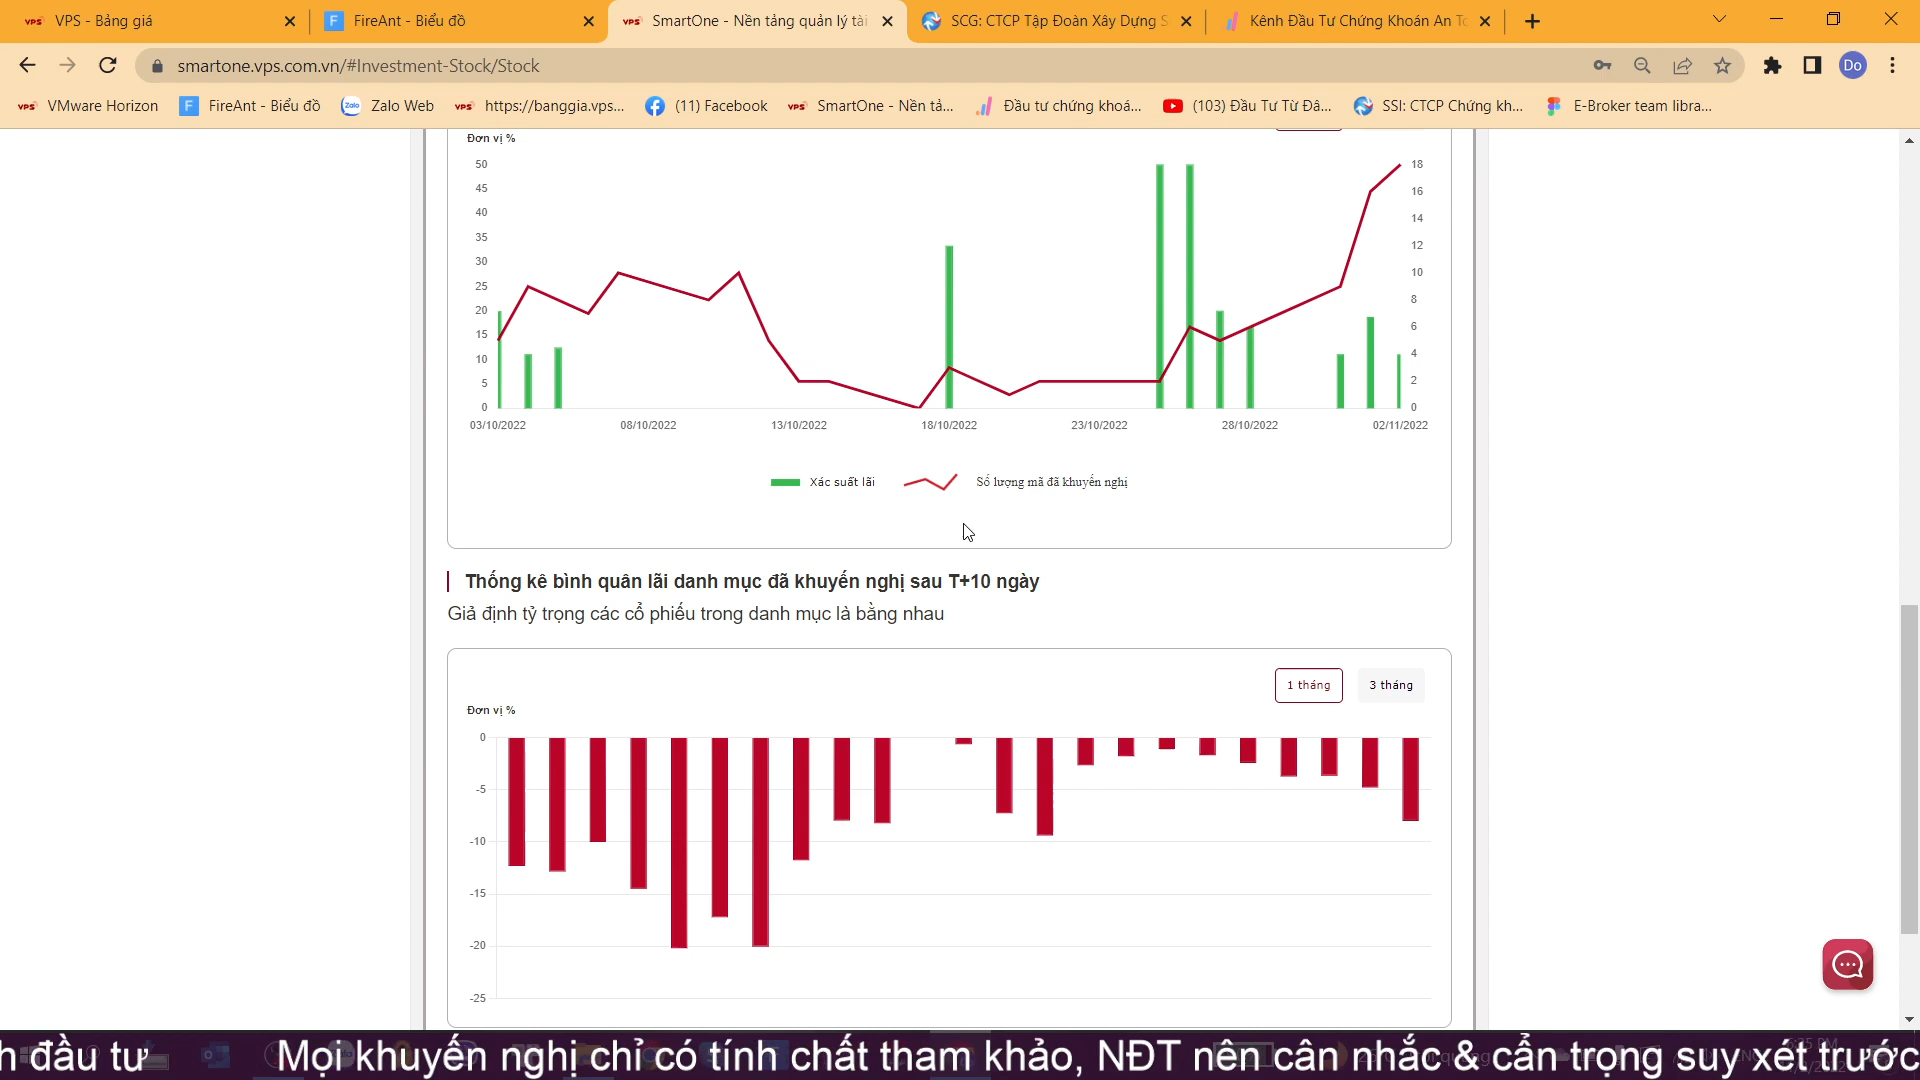 VPS VPS - Bảng giá
F FireAnt - Biểu đồ
VPS SmartOne - Nền tảng quản lý tài
SCG: CTCP Tập Đoàn Xây Dựng S
Kênh Đầu Tư Chứng Khoán An To
smartone.vps.com.vn/#Investment-Stock/Stock
Do
VPS VMware Horizon
F FireAnt - Biểu đồ
Zalo Zalo Web
VPS https://banggia.vps...
(11) Facebook
VPS SmartOne - Nền tả...
Đầu tư chứng khoá...
(103) Đầu Tư Từ Đâ...
SSI: CTCP Chứng kh...
E-Broker team libra...
Đơn vị %
50
45
40
35
30
25
20
15
10
5
0
18
16
14
12
10
8
6
4
2
0
03/10/2022 08/10/2022 13/10/2022 18/10/2022 23/10/2022 28/10/2022 02/11/2022
Xác suất lãi Số lượng mã đã khuyến nghị
Thống kê bình quân lãi danh mục đã khuyến nghị sau T+10 ngày
Giả định tỷ trọng các cổ phiếu trong danh mục là bằng nhau
1 tháng 3 tháng
Đơn vị %
0
-5
-10
-15
-20
-25
h đầu tư Mọi khuyến nghị chỉ có tính chất tham khảo, NĐT nên cân nhắc & cẩn trọng suy xét trước